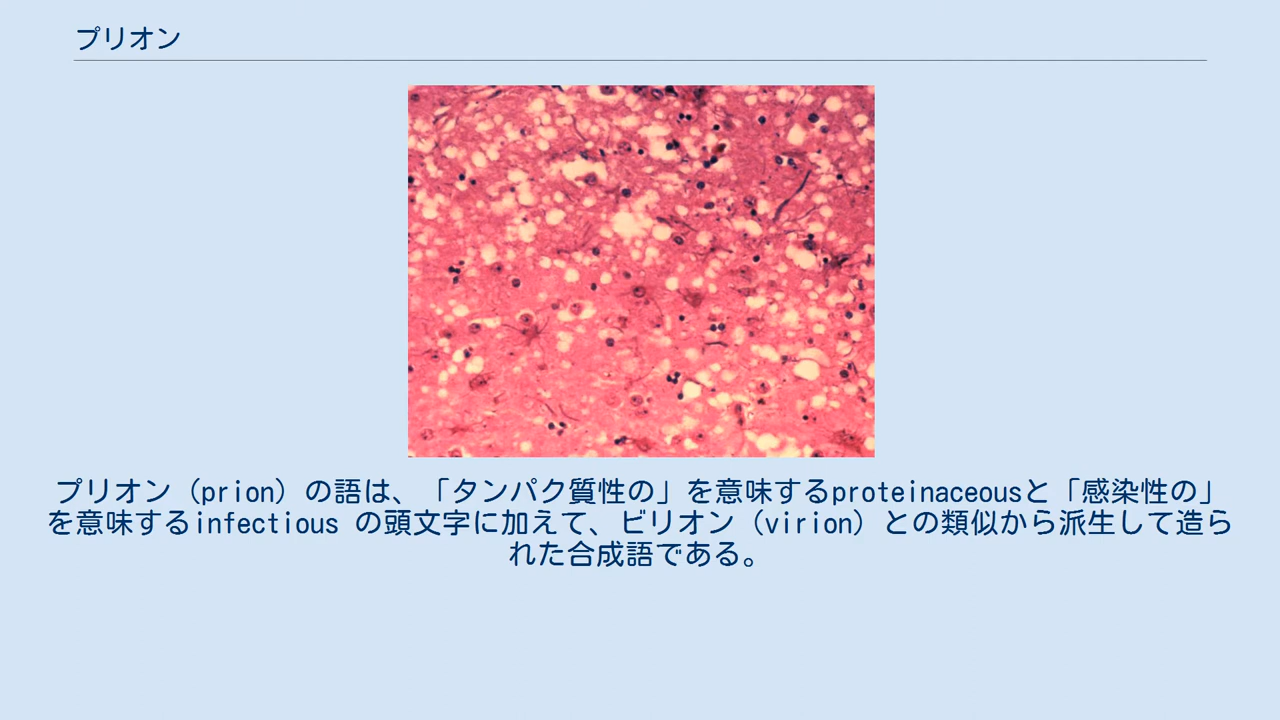 プリオン
プリオン（prion）の語は、「タンパク質性の」を意味するproteinaceousと「感染性の」
を意味するinfectious の頭文字に加えて、ビリオン（virion）との類似から派生して造ら
れた合成語である。